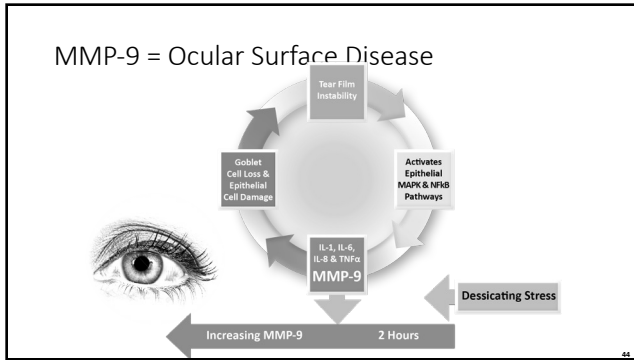 MMP-9 = Ocular Surface Disease
Tear Film
Instability
Activates
Epithelial
MAPK & NFkB
Pathways
Goblet
Cell Loss &
Epithelial
Cell Damage
IL-1, IL-6,
IL-8 & TNFα
MMP-9
Dessicating Stress
Increasing MMP-9 2 Hours
44